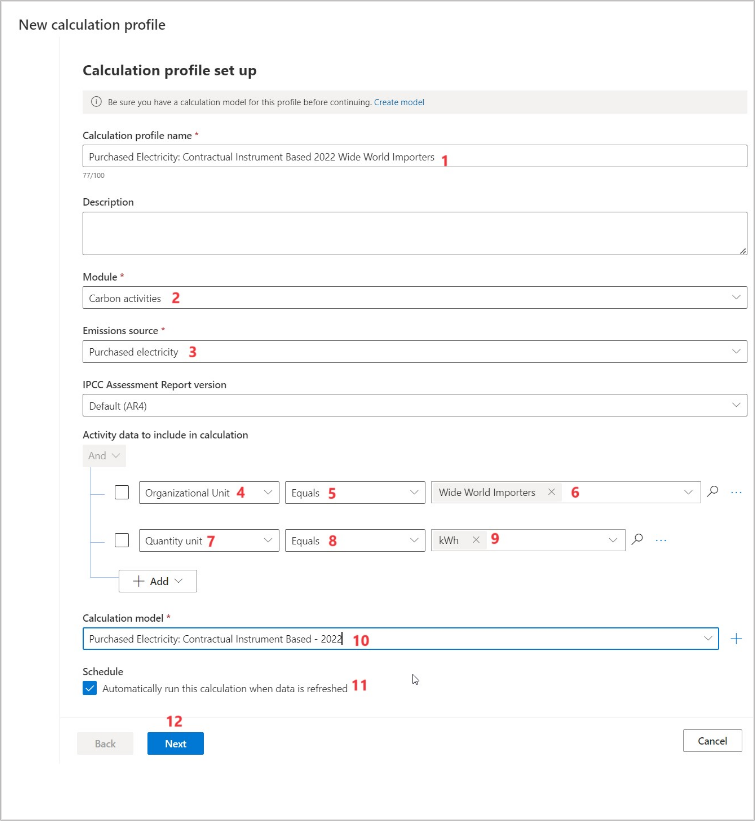 New calculation profile
Calculation profile set up
Be sure you have a calculation model for this profile before continuing. Create model
Calculation profile name *
Purchased Electricity: Contractual Instrument Based 2022 Wide World Importers 1
77/100
Description
Module *
Carbon activities 2
Emissions source *
Purchased electricity 3
IPCC Assessment Report version
Default (AR4)
Activity data to include in calculation
And
Organizational Unit 4 Equals 5 Wide World Importers × 6 ...
Quantity unit 7 Equals 8 kWh × 9 ...
+ Add
Calculation model *
Purchased Electricity: Contractual Instrument Based - 2022 10 +
Schedule
Automatically run this calculation when data is refreshed 11
12
Back Next Cancel